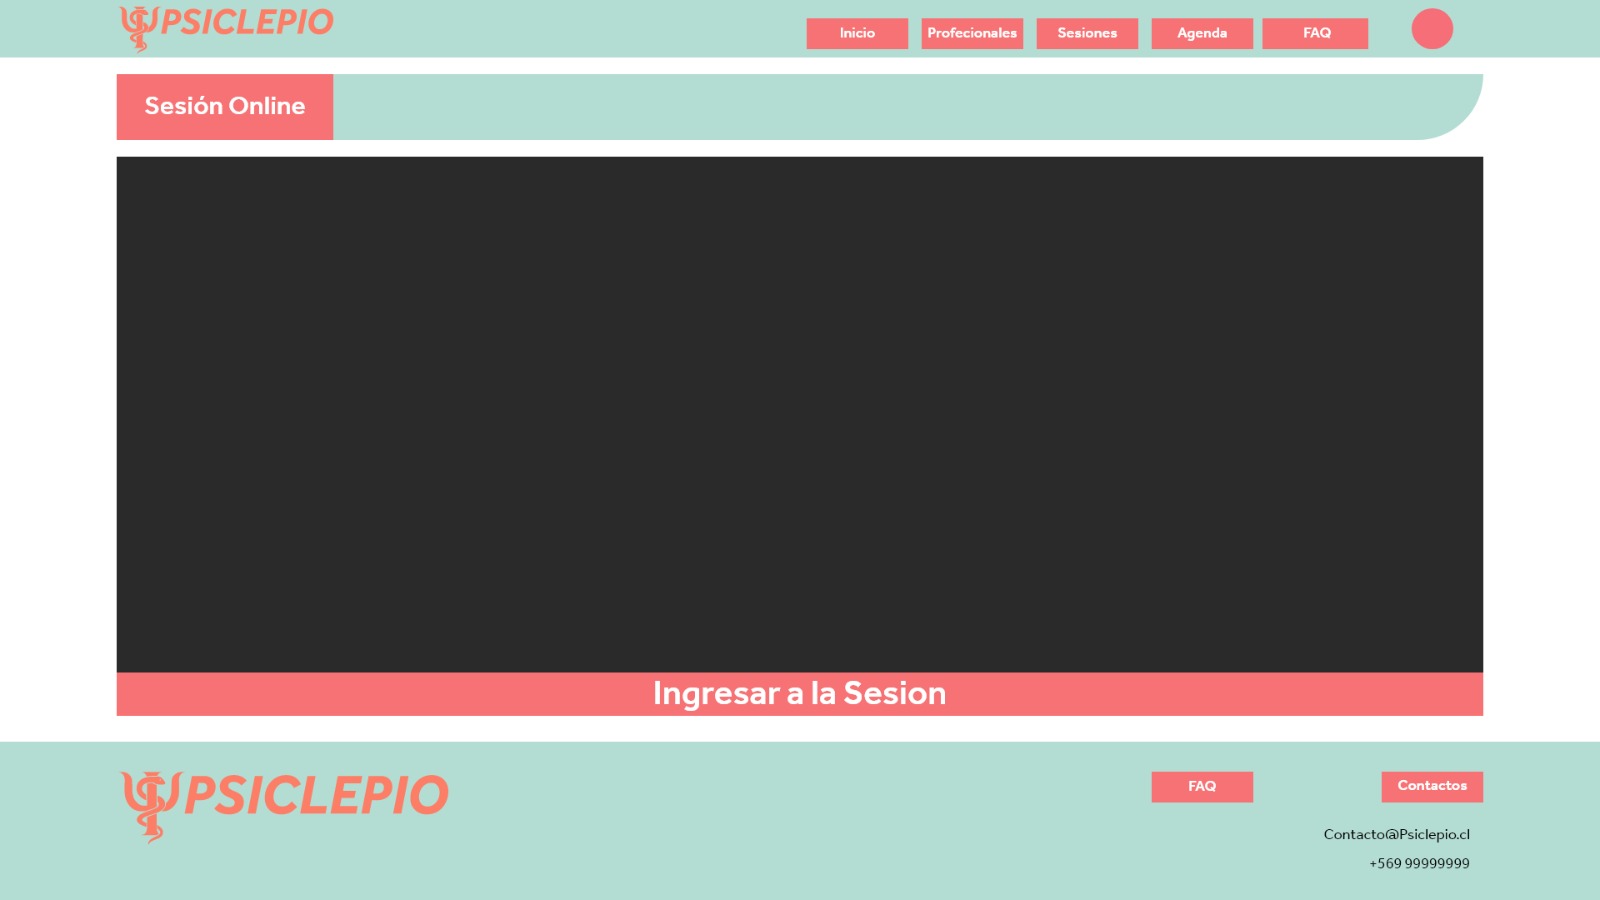 PSICLEPIO
Inicio
Profecionales
Sesiones
Agenda
FAQ
Sesión Online
Ingresar a la Sesion
PSICLEPIO
FAQ
Contactos
Contacto@Psiclepio.cl
+569 99999999